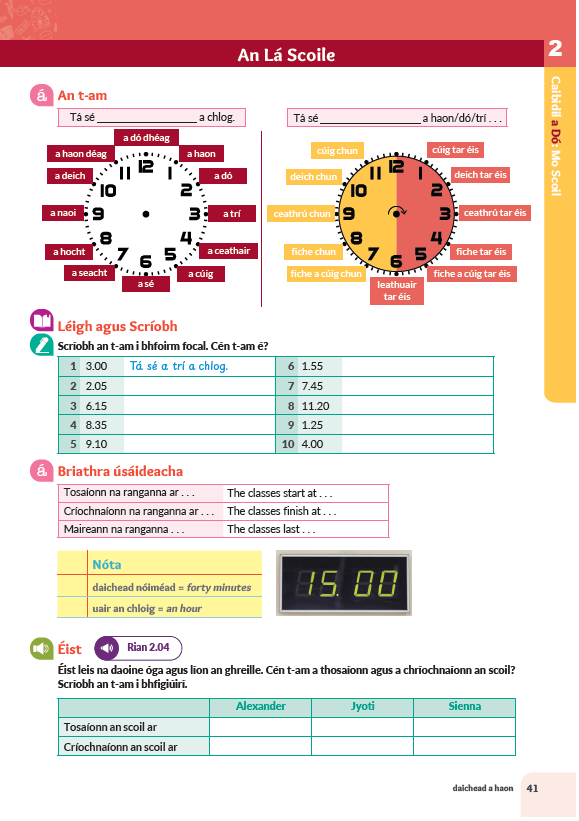 An Lá Scoile
2
Caibidil a Dó: Mo Scoil
á
An t-am
Tá sé ____________________ a chlog.
a dó dhéag
a haon déag
a haon
a deich
a dó
a naoi
a trí
a hocht
a ceathair
a seacht
a cúig
a sé
12
11
1
10
2
9
3
8
4
7
5
6
Tá sé ____________________ a haon/dó/trí . . .
cúig chun
cúig tar éis
deich chun
deich tar éis
ceathrú chun
ceathrú tar éis
fiche chun
fiche tar éis
fiche a cúig chun
fiche a cúig tar éis
leathuair
tar éis
12
11
1
10
2
9
3
8
4
7
5
6
Léigh agus Scríobh
Scríobh an t-am i bhfoirm focal. Cén t-am é?
1 3.00 Tá sé a trí a chlog. 6 1.55
2 2.05 7 7.45
3 6.15 8 11.20
4 8.35 9 1.25
5 9.10 10 4.00
á
Briathra úsáideacha
Tosaíonn na ranganna ar . . . The classes start at . . .
Críochnaíonn na ranganna ar . . . The classes finish at . . .
Maireann na ranganna . . . The classes last . . .
Nóta
daichead nóiméad = forty minutes
uair an chloig = an hour
15.00
Éist
Rian 2.04
Éist leis na daoine óga agus líon an ghreille. Cén t-am a thosaíonn agus a chríochnaíonn an scoil?
Scríobh an t-am i bhfigiúirí.
Alexander Jyoti Sienna
Tosaíonn an scoil ar
Críochnaíonn an scoil ar
daichead a haon 41